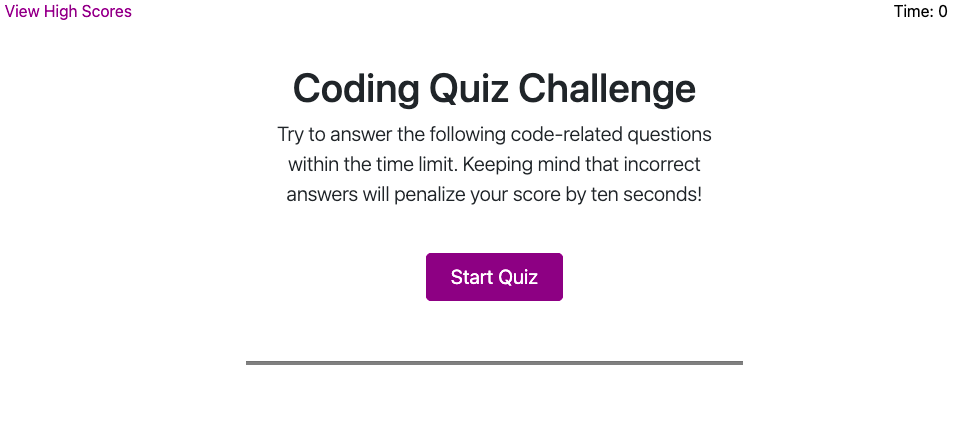 View High Scores
Time: 0
Coding Quiz Challenge
Try to answer the following code-related questions
within the time limit. Keeping mind that incorrect
answers will penalize your score by ten seconds!
Start Quiz